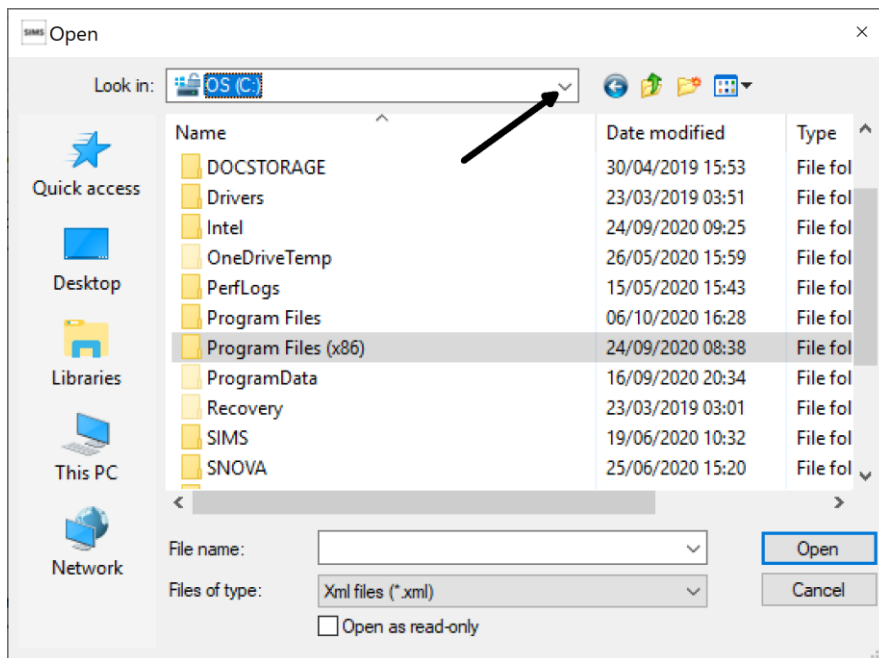 SIMS Open
Look in: OS (C:)
Name Date modified Type
Quick access
Desktop
Libraries
This PC
Network
DOCSTORAGE 30/04/2019 15:53 File fol
Drivers 23/03/2019 03:51 File fol
Intel 24/09/2020 09:25 File fol
OneDriveTemp 26/05/2020 15:59 File fol
PerfLogs 15/05/2020 15:43 File fol
Program Files 06/10/2020 16:28 File fol
Program Files (x86) 24/09/2020 08:38 File fol
ProgramData 16/09/2020 20:34 File fol
Recovery 23/03/2019 03:01 File fol
SIMS 19/06/2020 10:32 File fol
SNOVA 25/06/2020 15:20 File fol
File name: Open
Files of type: Xml files (*.xml) Cancel
Open as read-only